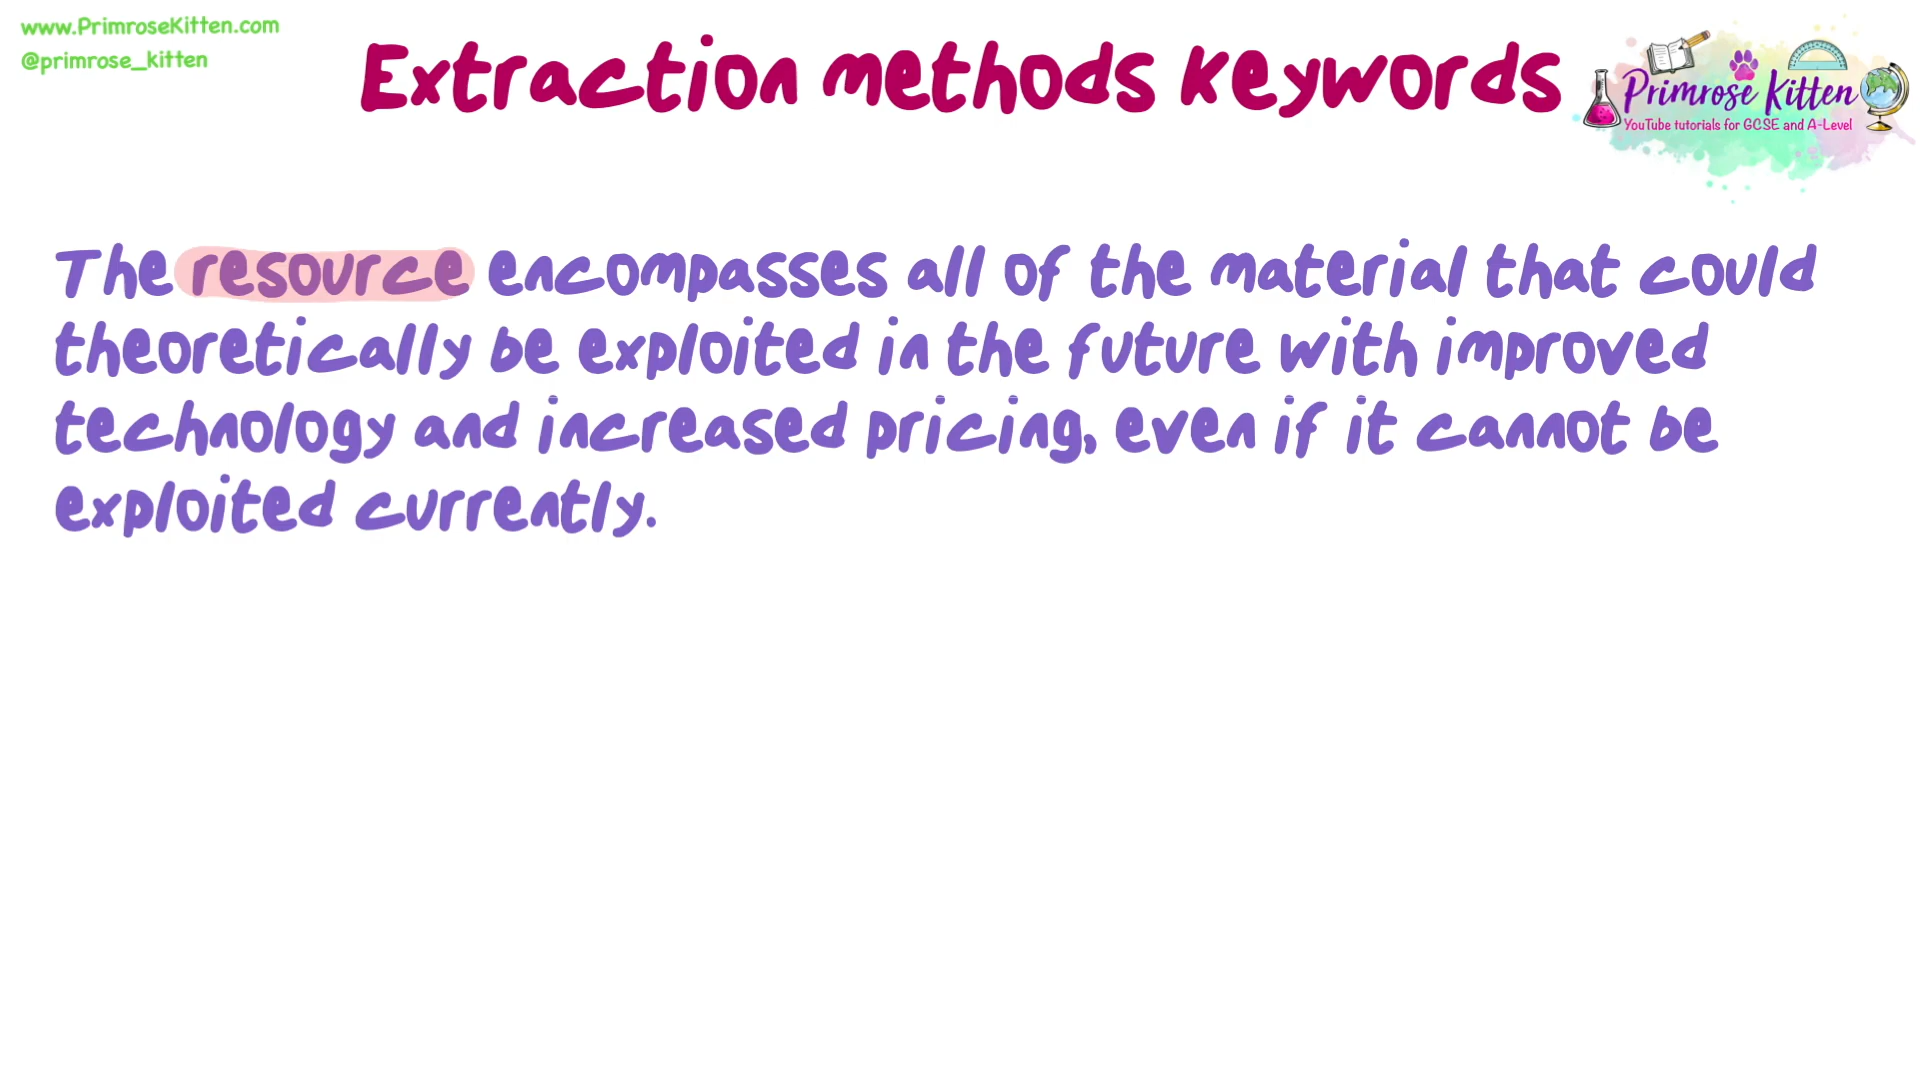 www.PrimroseKitten.com
@primrose_kitten
Extraction methods keywords
Primrose Kitten
YouTube tutorials for GCSE and A-Level
The resource encompasses all of the material that could
theoretically be exploited in the future with improved
technology and increased pricing, even if it cannot be
exploited currently.